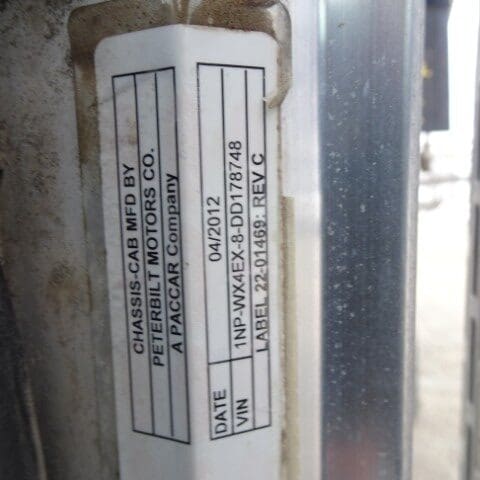 CHASSIS-CAB MFD BY
PETERBILT MOTORS CO.
A PACCAR Company
DATE 04/2012
VIN 1NP-WX4EX-8-DD178748
LABEL 22-01469: REV C